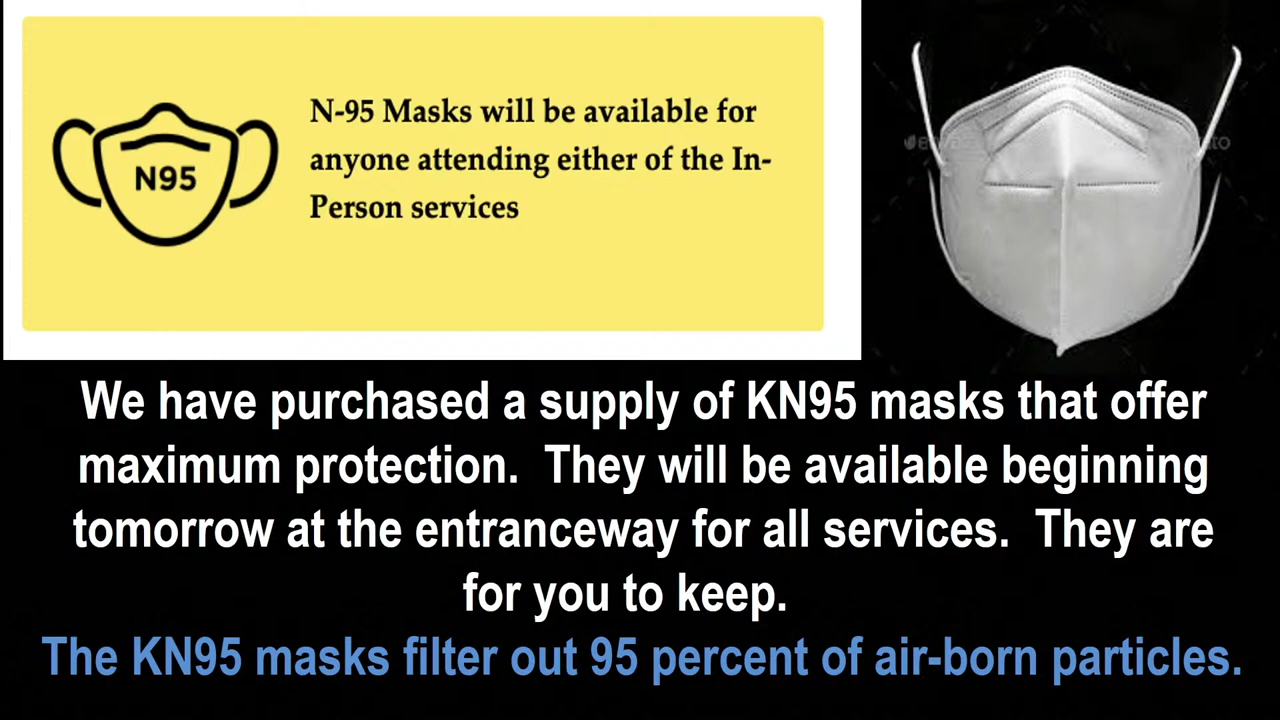 N95
N-95 Masks will be available for
anyone attending either of the In-
Person services
We have purchased a supply of KN95 masks that offer
maximum protection.  They will be available beginning
tomorrow at the entranceway for all services.  They are
for you to keep.
The KN95 masks filter out 95 percent of air-born particles.